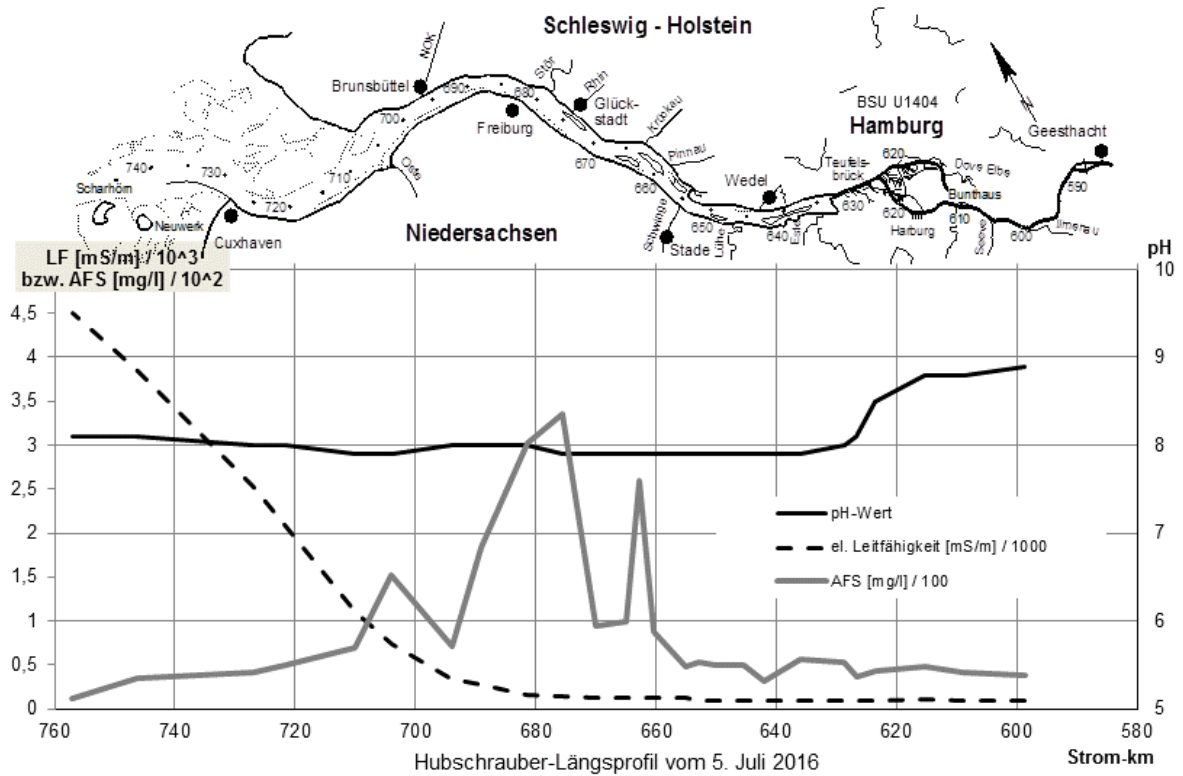 Schleswig - Holstein
NOK
Brunsbüttel
690
680
Stör
Rhin
Glück-
stadt
Krückau
Pinnau
700
Freiburg
670
660
BSU U1404
Hamburg
Geesthacht
740
730
710
Oste
Scharhörn
Neuwerk
720
Cuxhaven
Niedersachsen
Schwinge
Stade
650
Lühe
Wedel
640
Este
Teufels-
brück
630
620
620
Dove Elbe
Bunthaus
610
Harburg
Seeve
600
Ilmenau
590
N
LF [mS/m] / 10^3
bzw. AFS [mg/l] / 10^2
pH
4,5
4
3,5
3
2,5
2
1,5
1
0,5
0
10
9
8
7
6
5
pH-Wert
el. Leitfähigkeit [mS/m] / 1000
AFS [mg/l] / 100
760
740
720
700
680
660
640
620
600
580
Hubschrauber-Längsprofil vom 5. Juli 2016
Strom-km